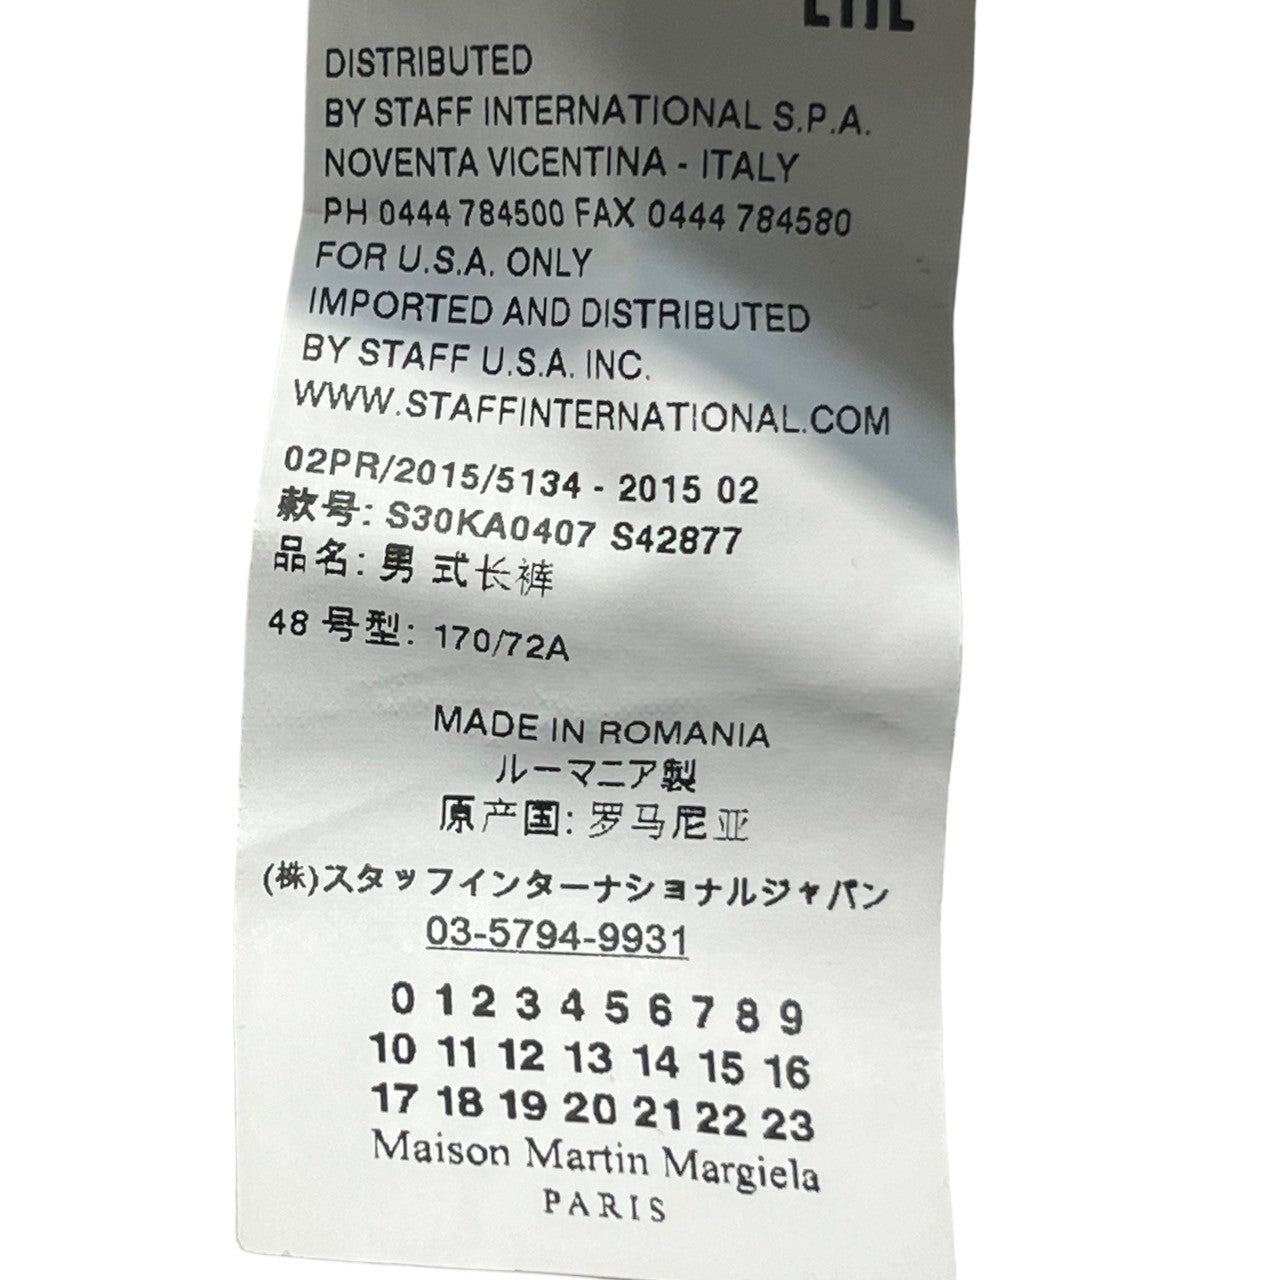 DISTRIBUTED
BY STAFF INTERNATIONAL S.P.A.
NOVENTA VICENTINA - ITALY
PH 0444 784500 FAX 0444 784580
FOR U.S.A. ONLY
IMPORTED AND DISTRIBUTED
BY STAFF U.S.A. INC.
WWW.STAFFINTERNATIONAL.COM
02PR/2015/5134 - 2015 02
款号: S30KA0407 S42877
品名: 男 式长裤
48 号型: 170/72A
MADE IN ROMANIA
ルーマニア製
原产国: 罗马尼亚
(株)スタッフインターナショナルジャパン
03-5794-9931
0 1 2 3 4 5 6 7 8 9
10 11 12 13 14 15 16
17 18 19 20 21 22 23
Maison Martin Margiela
PARIS